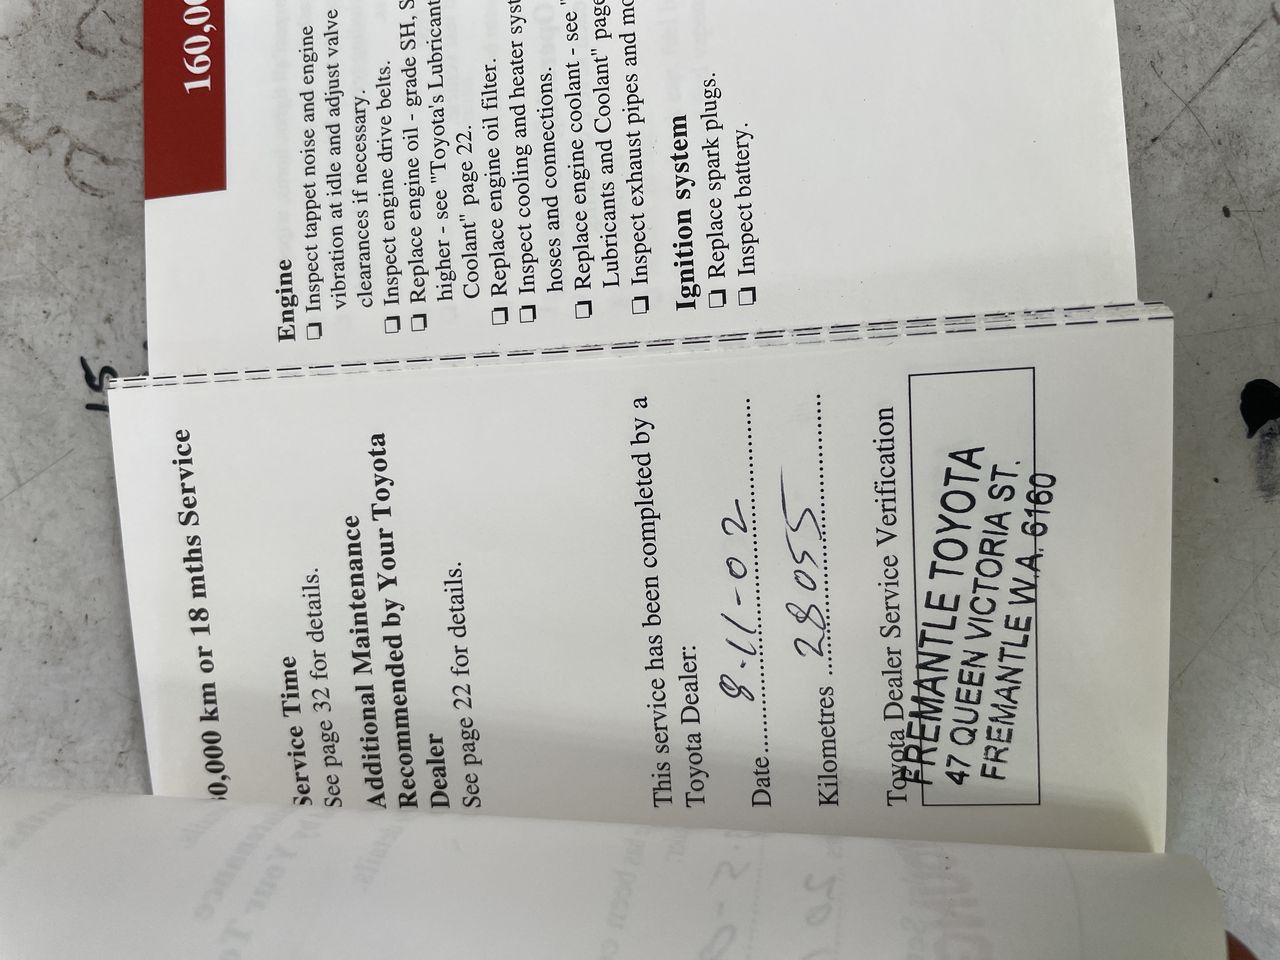 0,000 km or 18 mths Service
Service Time
See page 32 for details.
Additional Maintenance
Recommended by Your Toyota
Dealer
See page 22 for details.
This service has been completed by a
Toyota Dealer:
Date 8-11-02
Kilometres 28055
Toyota Dealer Service Verification
FREMANTLE TOYOTA
47 QUEEN VICTORIA ST.
FREMANTLE W.A. 6160
160,00
Engine
❑ Inspect tappet noise and engine
vibration at idle and adjust valve
clearances if necessary.
❑ Inspect engine drive belts.
❑ Replace engine oil - grade SH, S
higher - see "Toyota's Lubricant
Coolant" page 22.
❑ Replace engine oil filter.
❑ Inspect cooling and heater syst
hoses and connections.
❑ Replace engine coolant - see "
Lubricants and Coolant" page
❑ Inspect exhaust pipes and mo
Ignition system
❑ Replace spark plugs.
❑ Inspect battery.
15